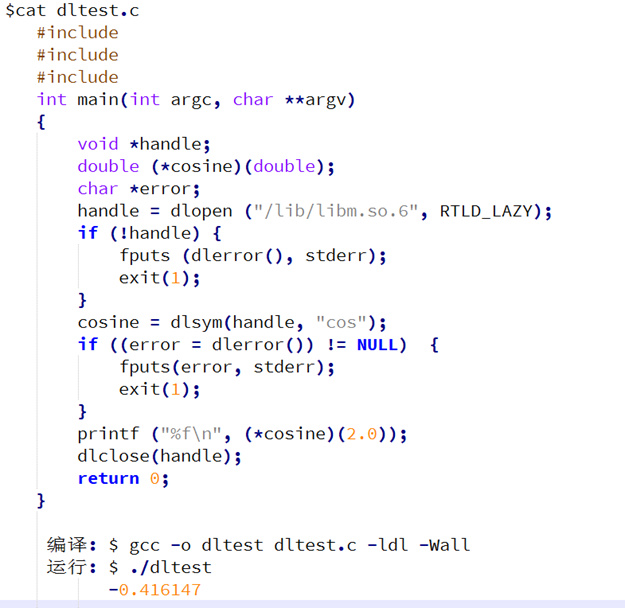 $cat dltest.c
#include
#include
#include
int main(int argc, char **argv)
{
void *handle;
double (*cosine)(double);
char *error;
handle = dlopen ("/lib/libm.so.6", RTLD_LAZY);
if (!handle) {
fputs (dlerror(), stderr);
exit(1);
}
cosine = dlsym(handle, "cos");
if ((error = dlerror()) != NULL)  {
fputs(error, stderr);
exit(1);
}
printf ("%f\n", (*cosine)(2.0));
dlclose(handle);
return 0;
}
编译: $ gcc -o dltest dltest.c -ldl -Wall
运行: $ ./dltest
-0.416147